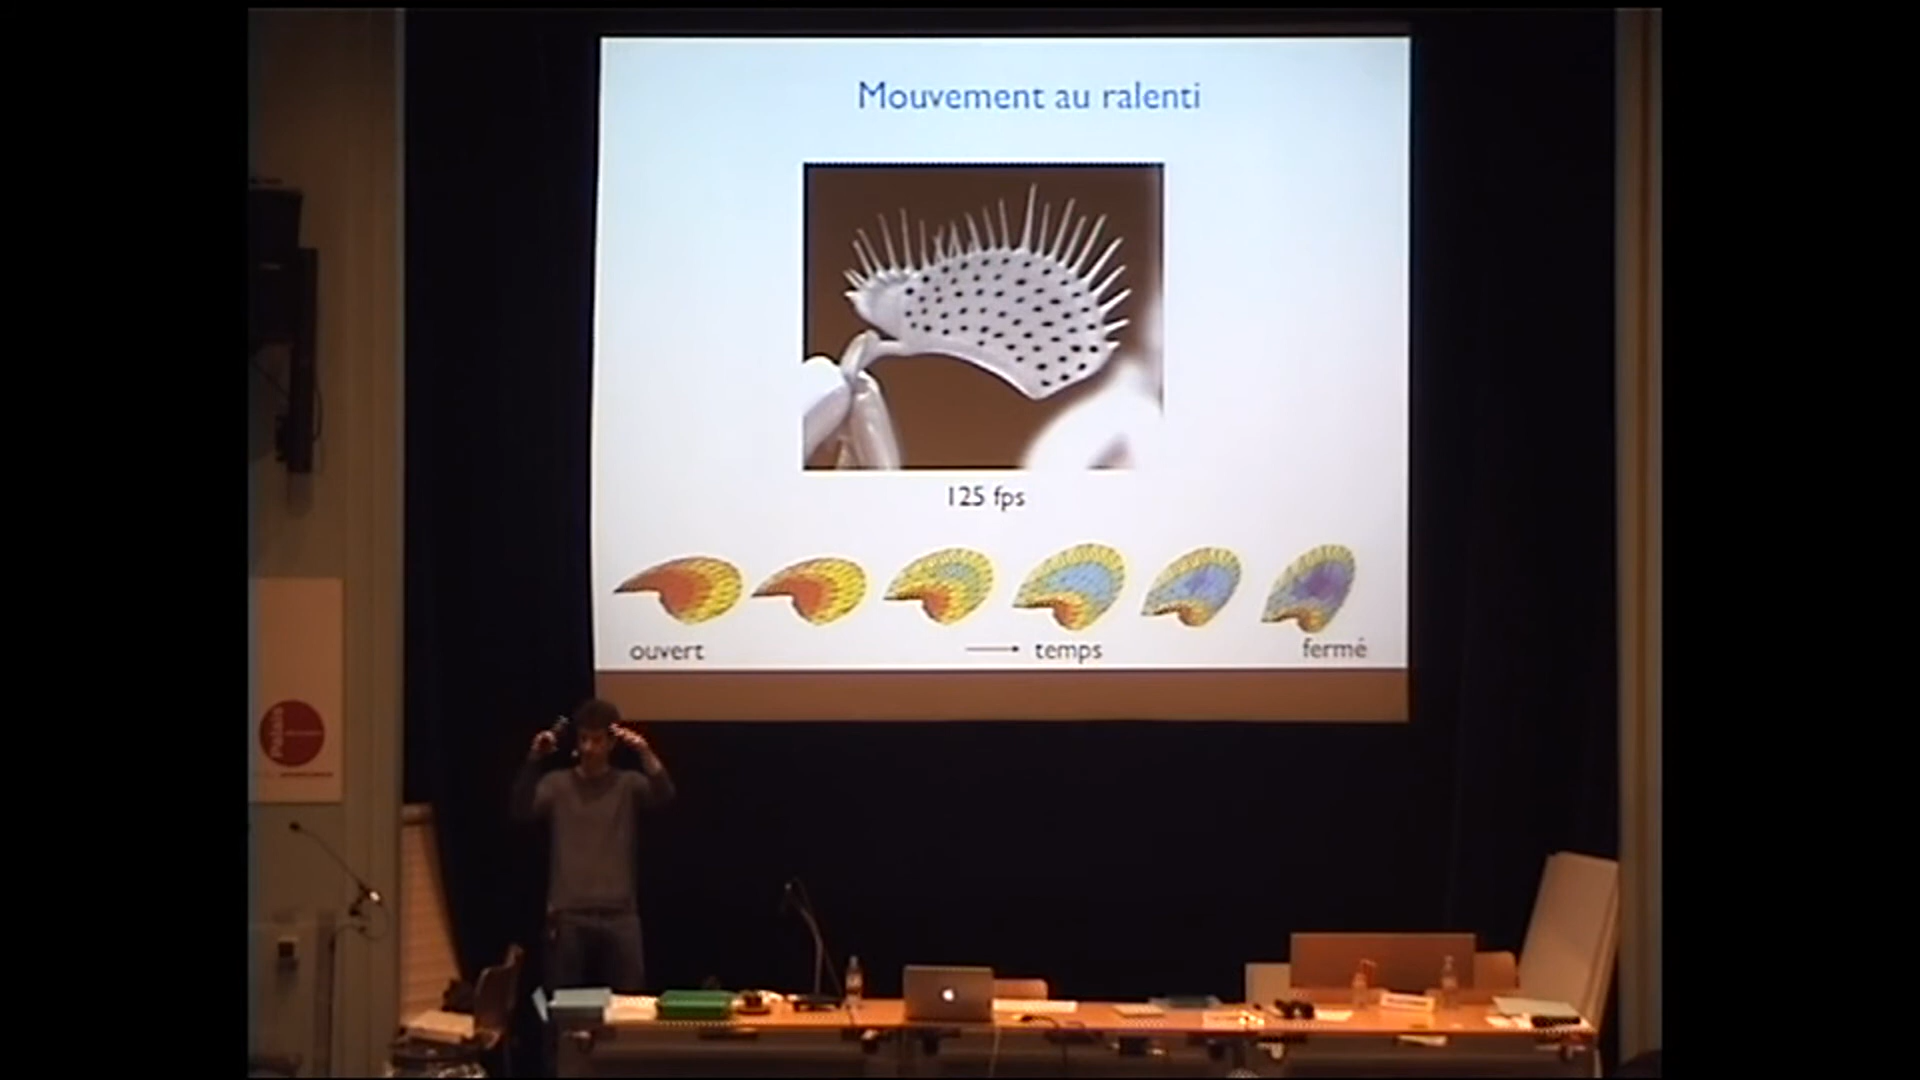 Mouvement au ralenti
125 fps
ouvert
temps
fermé